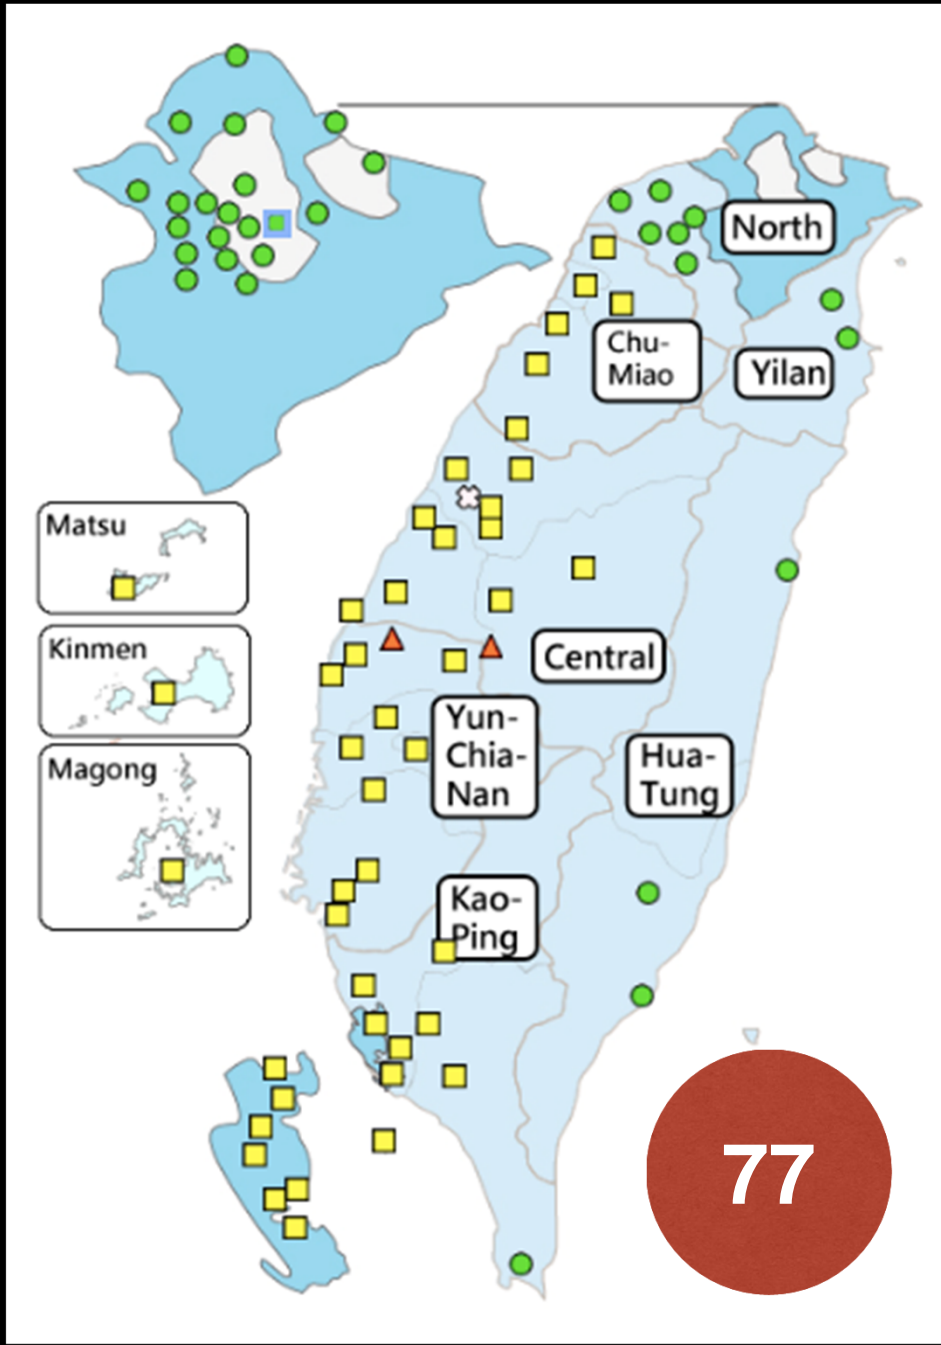 North
Chu-
Miao
Yilan
Matsu
Kinmen
Central
Magong
Yun-
Chia-
Nan
Hua-
Tung
Kao-
Ping
77